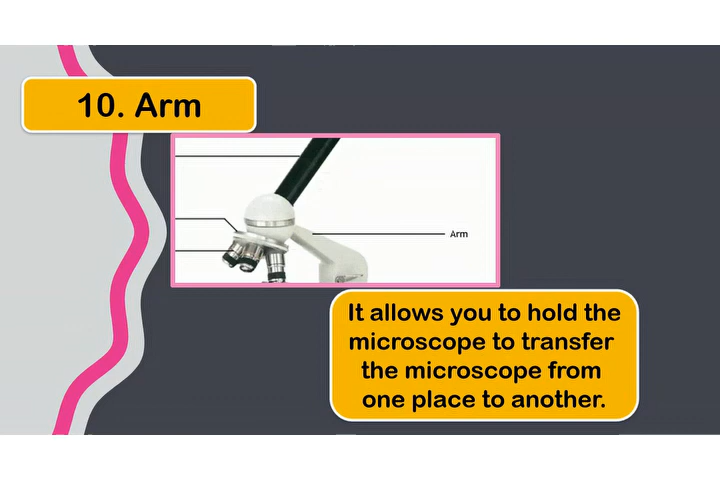 10. Arm
Arm
It allows you to hold the
microscope to transfer
the microscope from
one place to another.